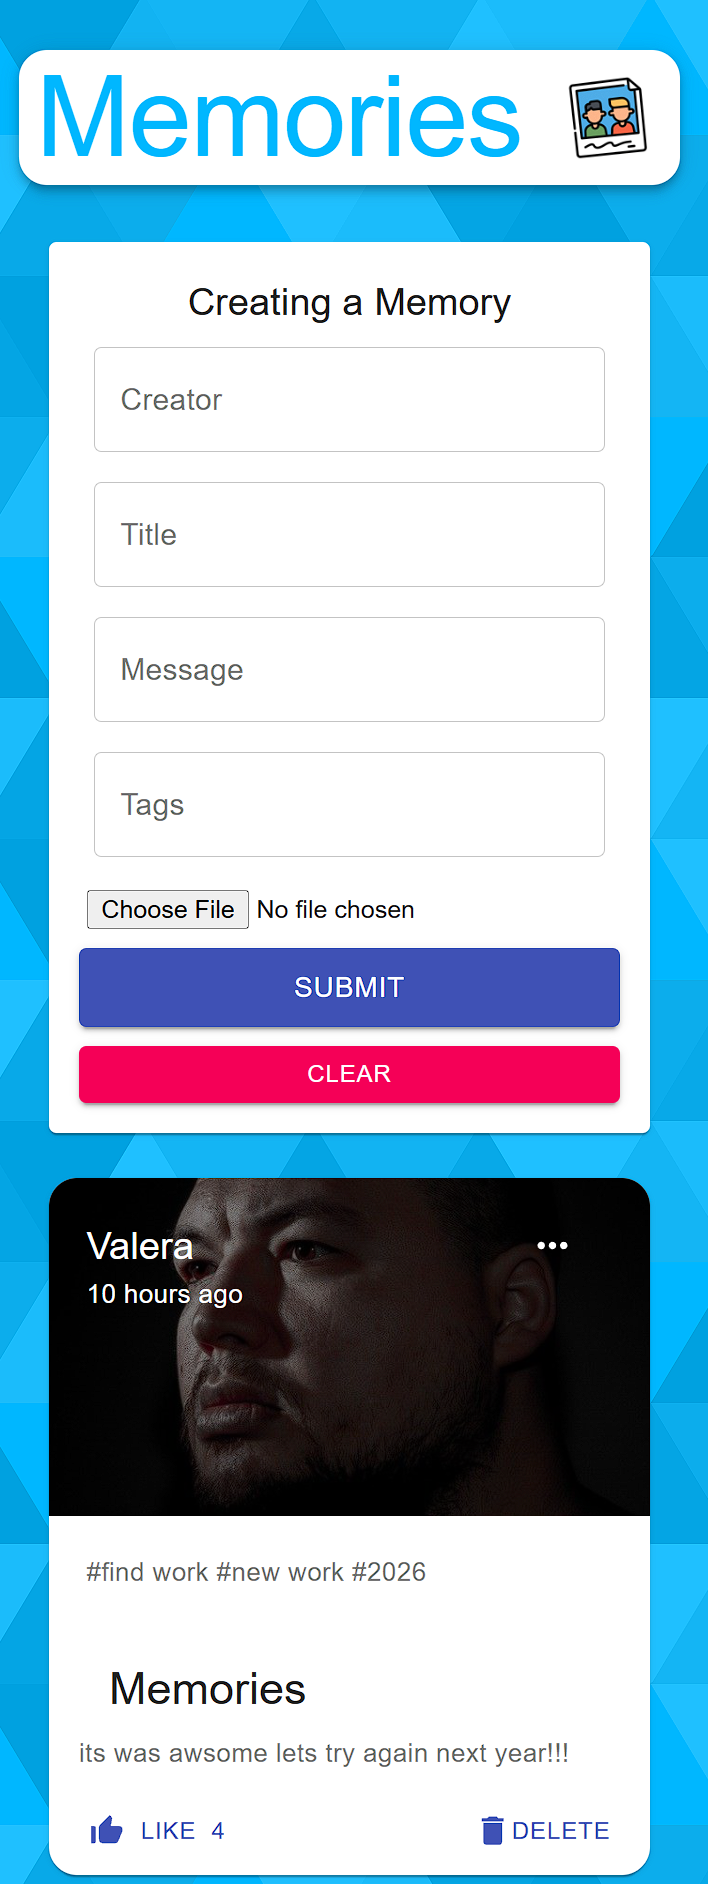 Memories
Creating a Memory
Creator
Title
Message
Tags
Choose File No file chosen
SUBMIT
CLEAR
Valera
10 hours ago
#find work #new work #2026
Memories
its was awsome lets try again next year!!!
LIKE 4 DELETE